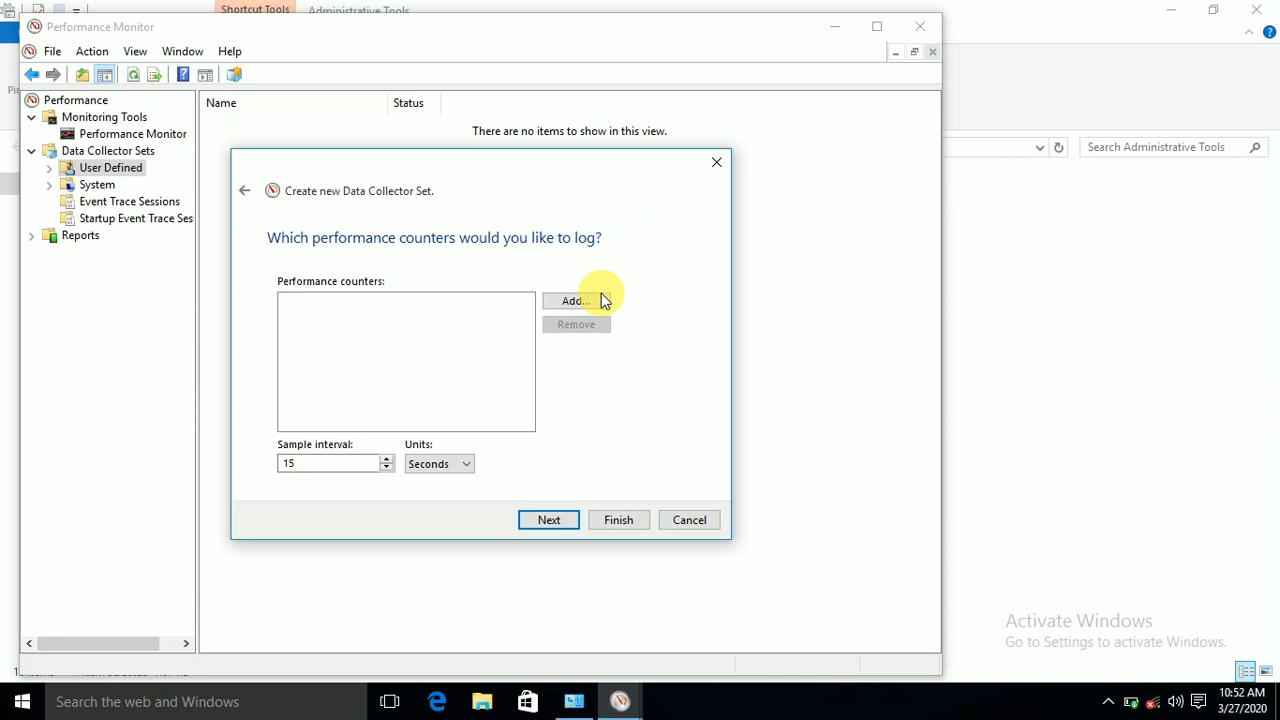 Shortcut Tools
Administrative Tools
Performance Monitor
File Action View Window Help
Performance
Monitoring Tools
Performance Monitor
Data Collector Sets
User Defined
System
Event Trace Sessions
Startup Event Trace Ses
Reports
Name Status
There are no items to show in this view.
Search Administrative Tools
Create new Data Collector Set.
Which performance counters would you like to log?
Performance counters:
Add...
Remove
Sample interval: Units:
15 Seconds
Next Finish Cancel
Activate Windows
Go to Settings to activate Windows.
Search the web and Windows
10:52 AM
3/27/2020